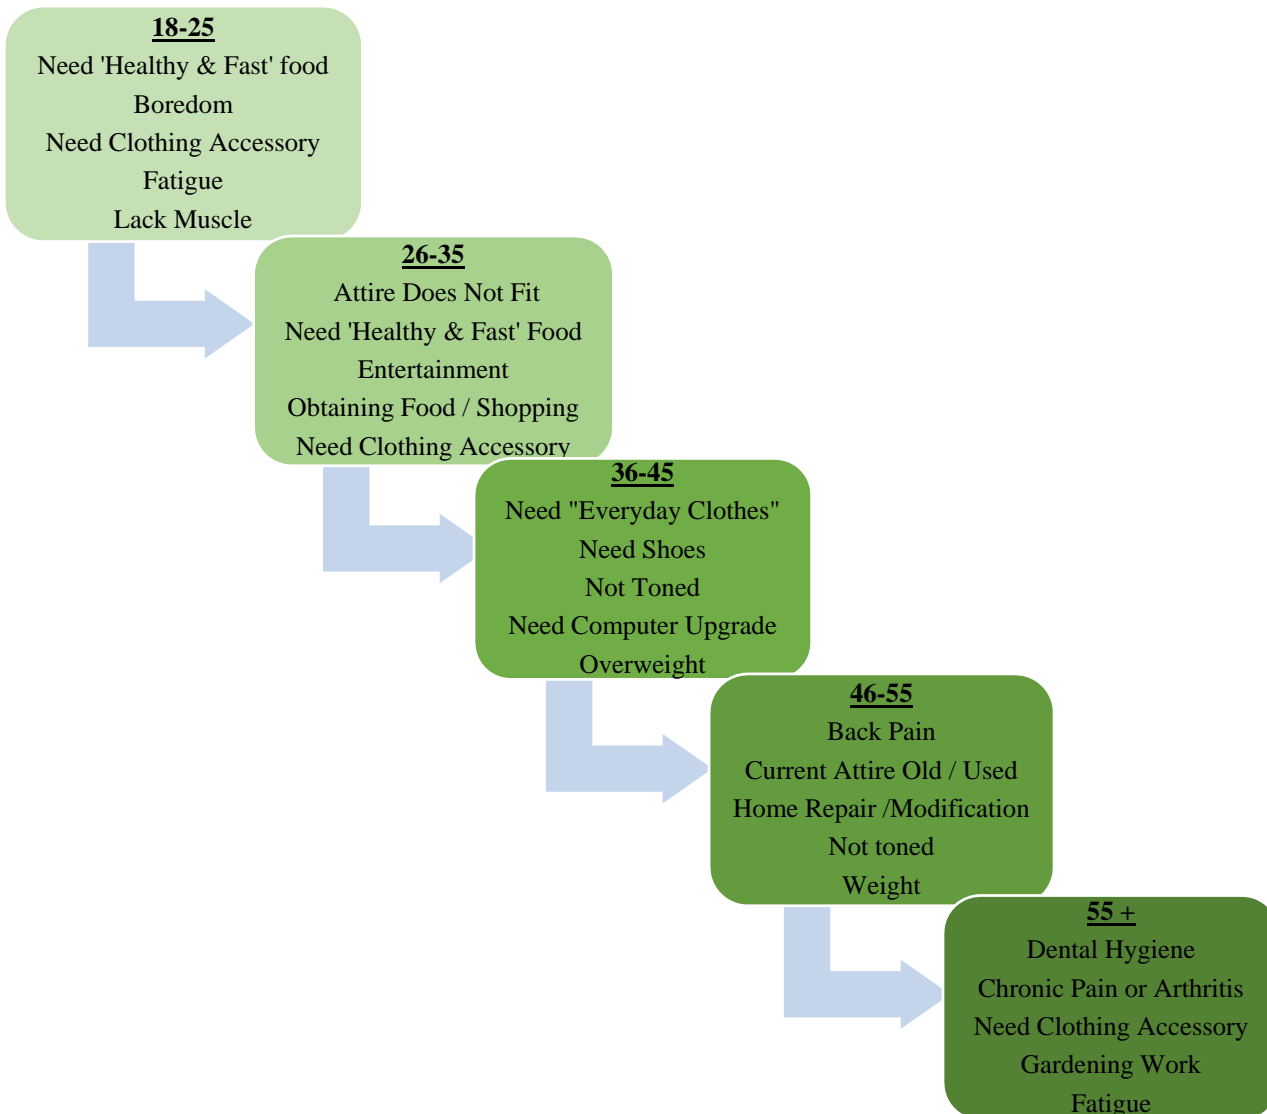 18-25
Need 'Healthy & Fast' food
Boredom
Need Clothing Accessory
Fatigue
Lack Muscle
26-35
Attire Does Not Fit
Need 'Healthy & Fast' Food
Entertainment
Obtaining Food / Shopping
Need Clothing Accessory
36-45
Need "Everyday Clothes"
Need Shoes
Not Toned
Need Computer Upgrade
Overweight
46-55
Back Pain
Current Attire Old / Used
Home Repair /Modification
Not toned
Weight
55 +
Dental Hygiene
Chronic Pain or Arthritis
Need Clothing Accessory
Gardening Work
Fatigue